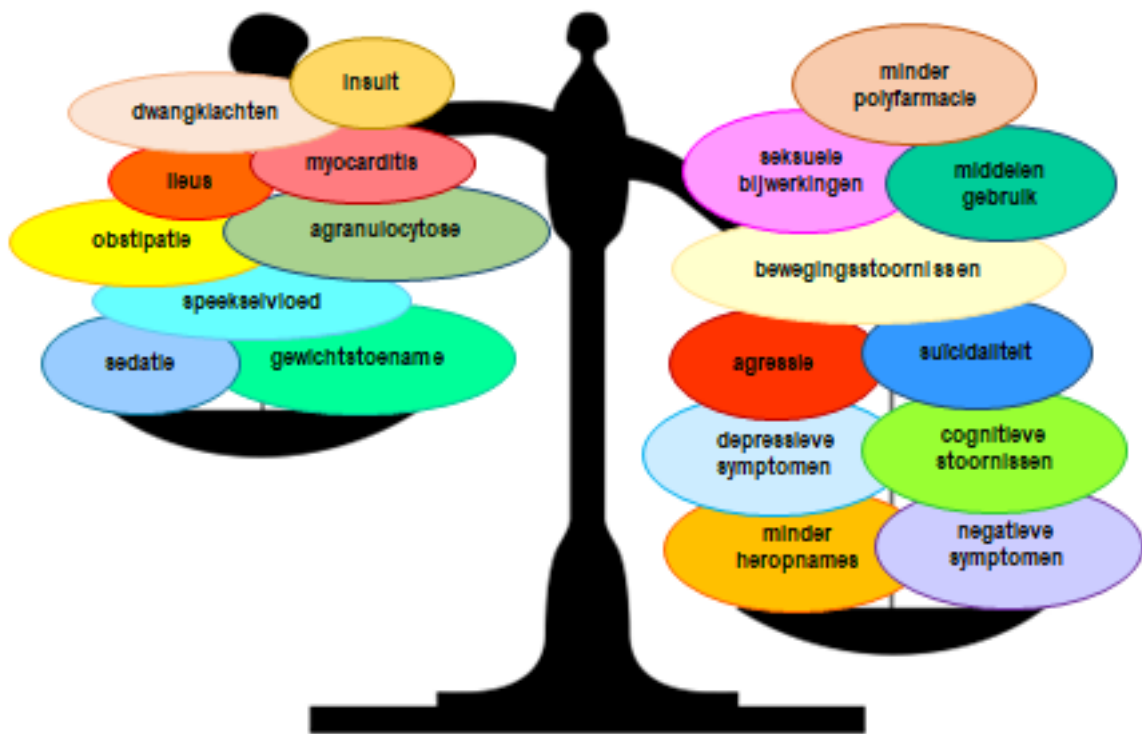 insult
dwangklachten
ileus
myocarditis
obstipatie
agranulocytose
speekselvloed
sedatie
gewichtstoename
minder
polyfarmacie
seksuele
bijwerkingen
middelen
gebruik
bewegingsstoornissen
agressie
suïcidaliteit
depressieve
symptomen
cognitieve
stoornissen
minder
heropnames
negatieve
symptomen